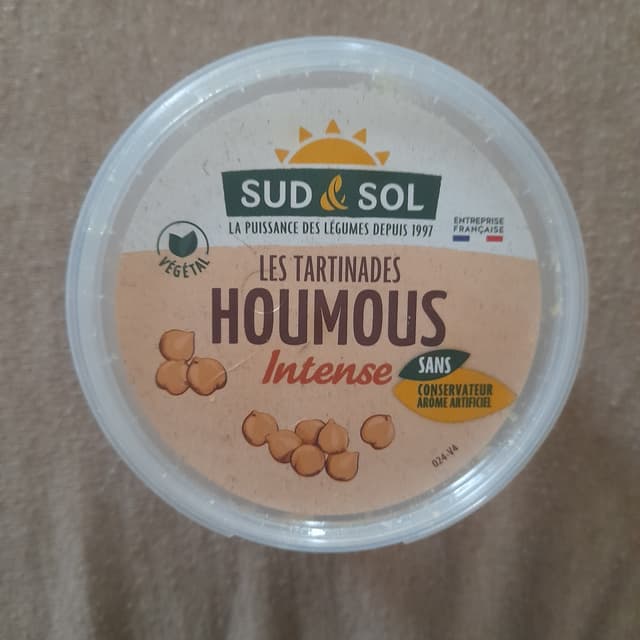 SUD & SOL
LA PUISSANCE DES LÉGUMES DEPUIS 1997
ENTREPRISE
FRANÇAISE
VÉGÉTAL
LES TARTINADES
HOUMOUS
Intense
SANS
CONSERVATEUR
ARÔME ARTIFICIEL
024-V4